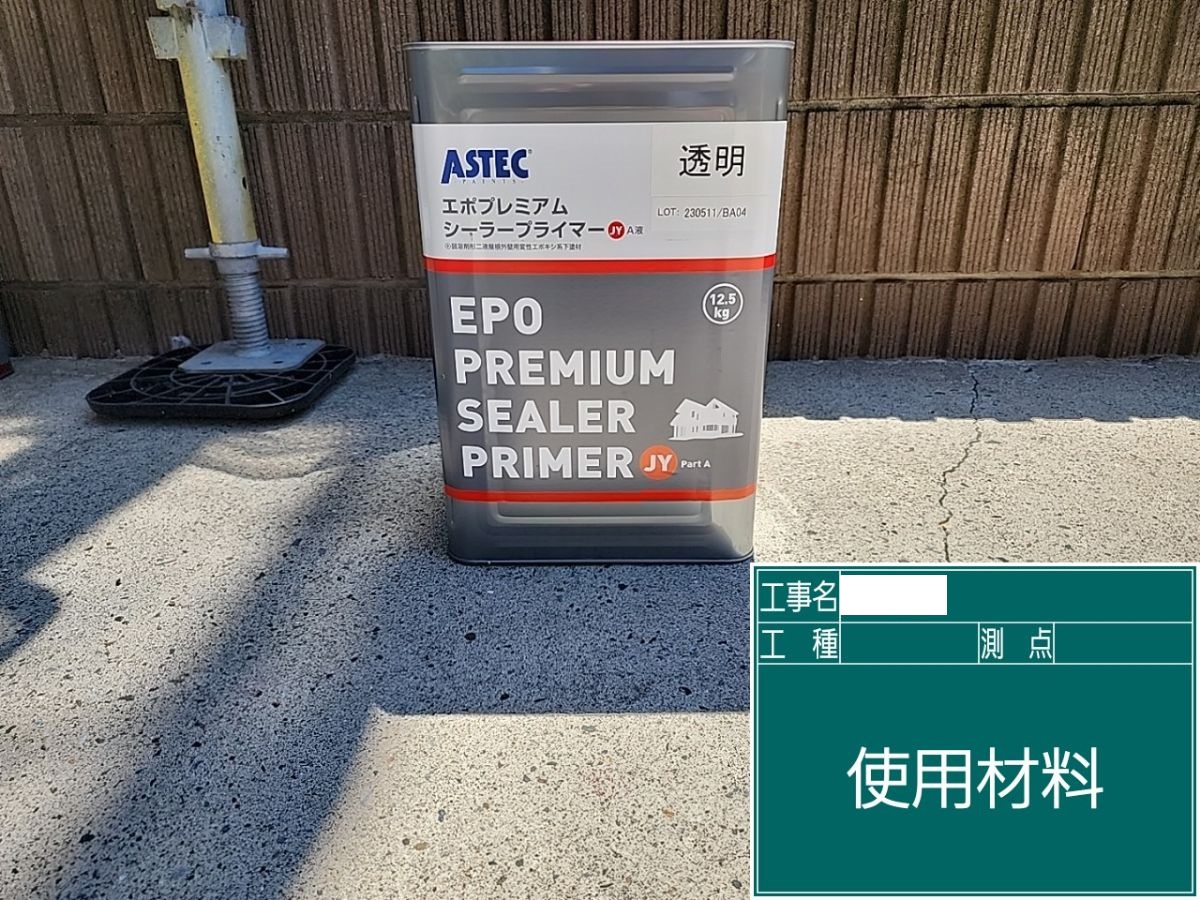 ASTEC
PAINTS
透明
エポプレミアム
シーラープライマー JY A液
LOT: 230511/BA04
EPO
12.5
kg
PREMIUM
SEALER
PRIMER JY Part A
工事名
工 種
測 点
使用材料